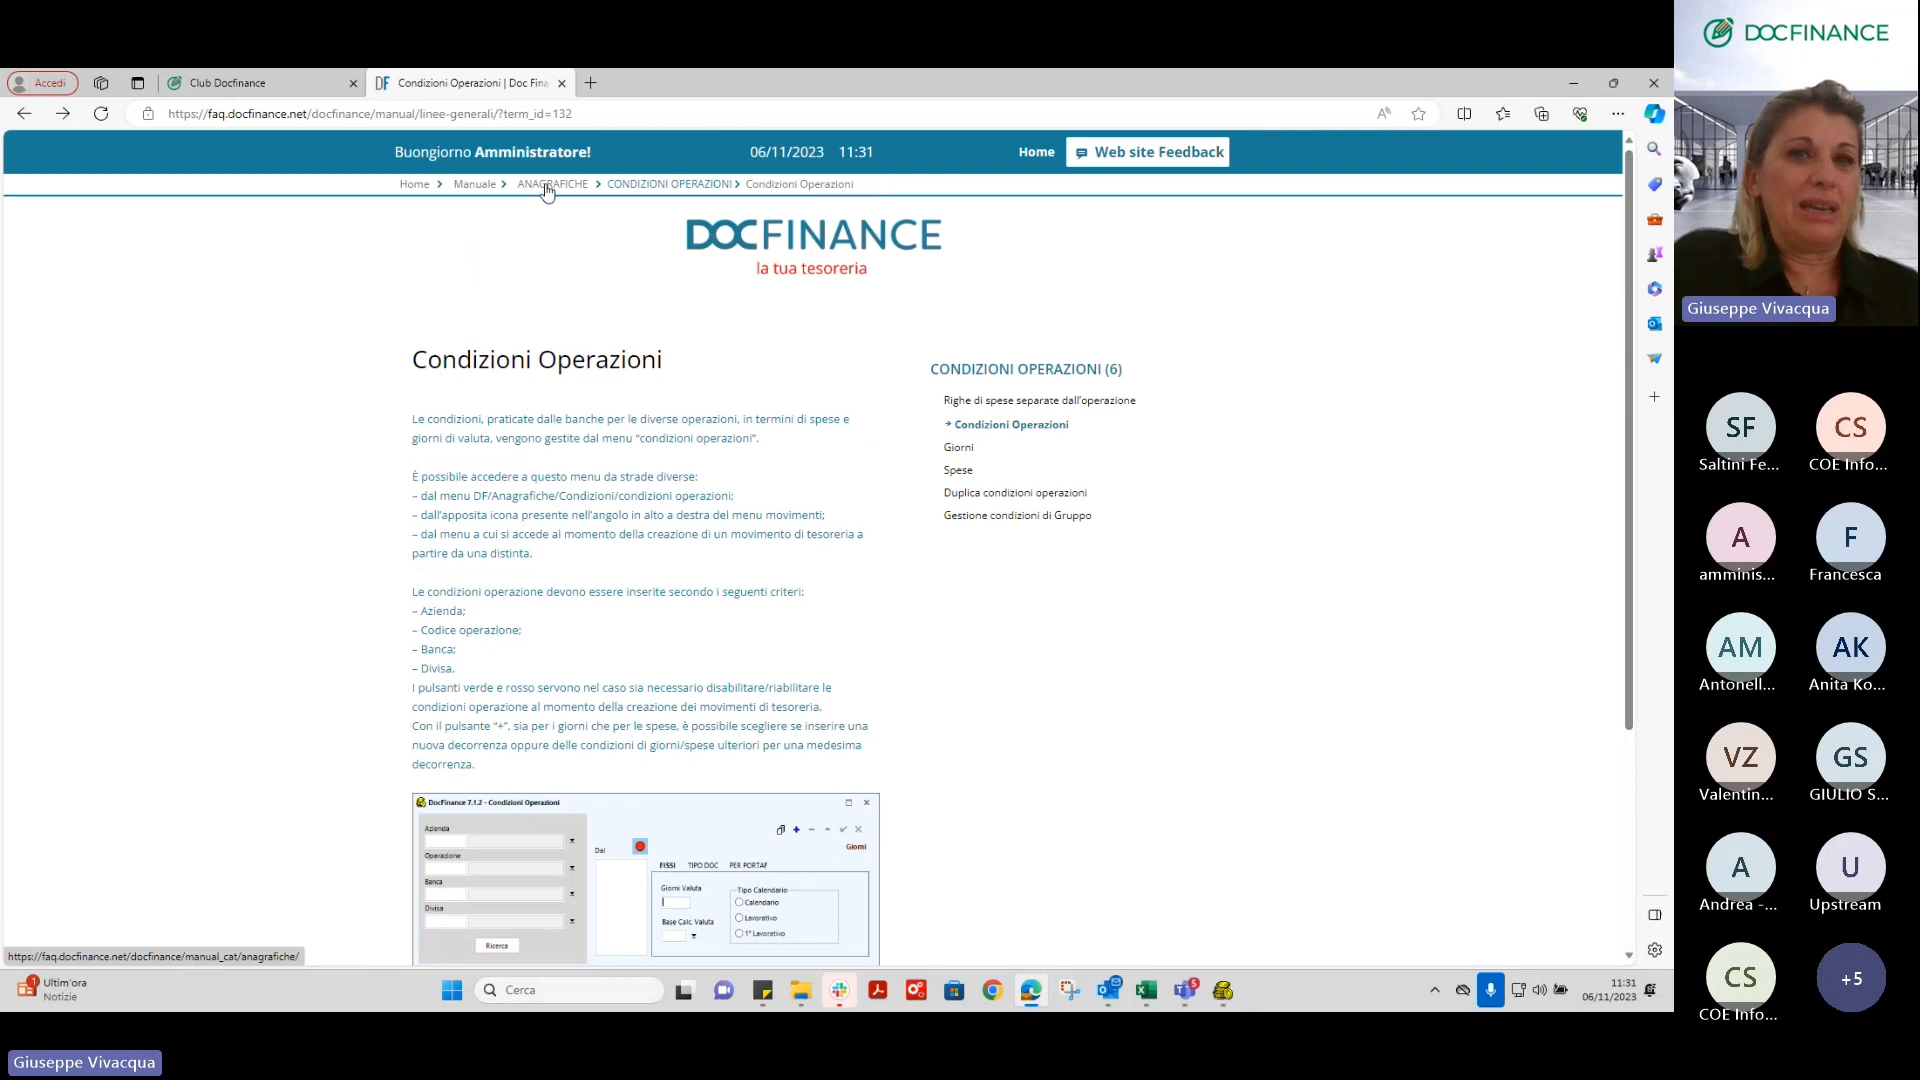 DOCFINANCE
Accedi
Club Docfinance
Condizioni Operazioni | Doc Fina
https://faq.docfinance.net/docfinance/manual/linee-generali/?term_id=132
Buongiorno Amministratore!
06/11/2023 11:31
Home
Web site Feedback
Home > Manuale > ANAGRAFICHE > CONDIZIONI OPERAZIONI > Condizioni Operazioni
DOCFINANCE
la tua tesoreria
Condizioni Operazioni
Le condizioni, praticate dalle banche per le diverse operazioni, in termini di spese e
giorni di valuta, vengono gestite dal menu “condizioni operazioni”.
È possibile accedere a questo menu da strade diverse:
– dal menu DF/Anagrafiche/Condizioni/condizioni operazioni;
– dall’apposita icona presente nell’angolo in alto a destra del menu movimenti;
– dal menu a cui si accede al momento della creazione di un movimento di tesoreria a
partire da una distinta.
Le condizioni operazione devono essere inserite secondo i seguenti criteri:
– Azienda;
– Codice operazione;
– Banca;
– Divisa.
I pulsanti verde e rosso servono nel caso sia necessario disabilitare/riabilitare le
condizioni operazione al momento della creazione dei movimenti di tesoreria.
Con il pulsante “+”, sia per i giorni che per le spese, è possibile scegliere se inserire una
nuova decorrenza oppure delle condizioni di giorni/spese ulteriori per una medesima
decorrenza.
CONDIZIONI OPERAZIONI (6)
Righe di spese separate dall’operazione
Condizioni Operazioni
Giorni
Spese
Duplica condizioni operazioni
Gestione condizioni di Gruppo
DocFinance 7.1.2 - Condizioni Operazioni
Azienda
Operazione
Banca
Divisa
Ricerca
Dal
Giorni
FISSI TIPO DOC PER PORTAF
Giorni Valuta
Base Calc. Valuta
Tipo Calendario
Calendario
Lavorativo
1° Lavorativo
https://faq.docfinance.net/docfinance/manual_cat/anagrafiche/
1
Ultim'ora
Notizie
Cerca
5
11:31
06/11/2023
Giuseppe Vivacqua
SF
Saltini Fe...
CS
COE Info...
A
amminis...
F
Francesca
AM
Antonell...
AK
Anita Ko...
VZ
Valentin...
GS
GIULIO S...
A
Andrea -...
U
Upstream
CS
COE Info...
+5
Giuseppe Vivacqua